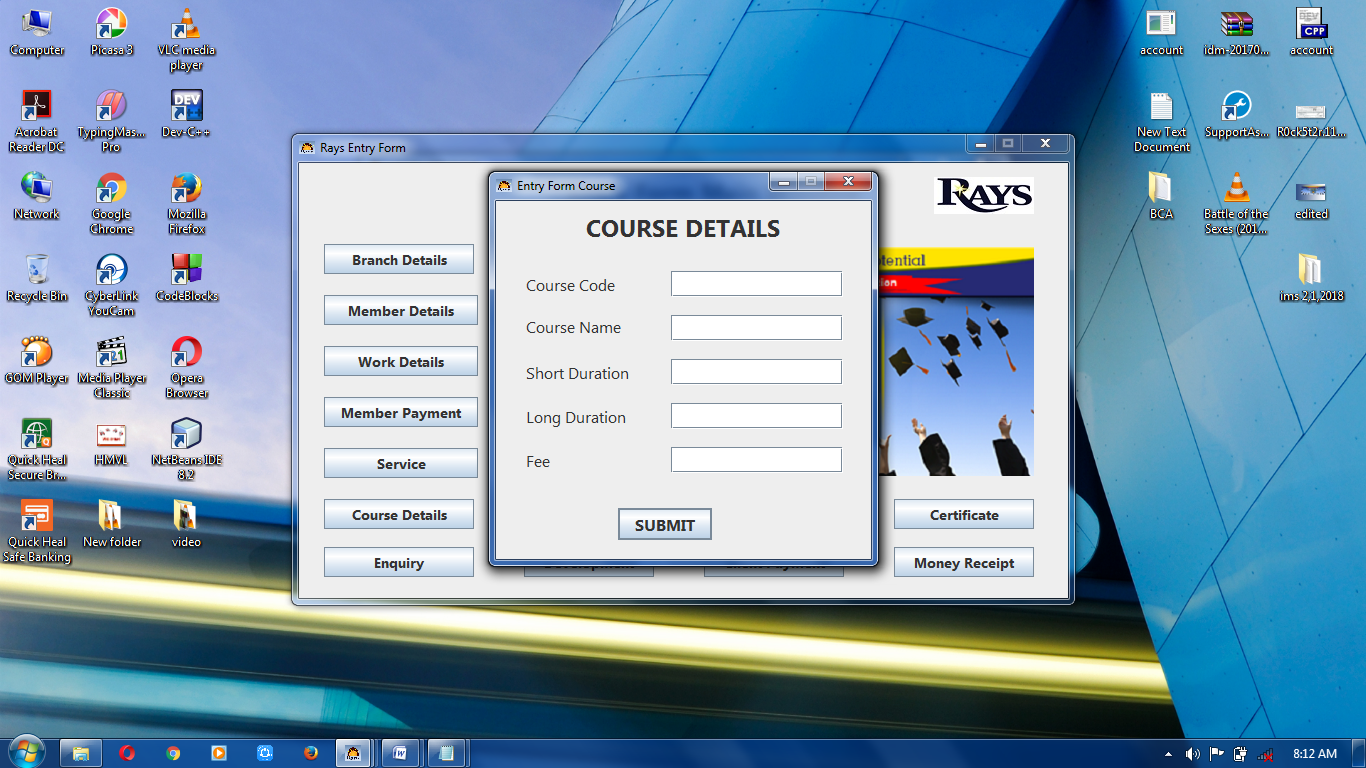 Computer
Picasa 3
VLC media
player
Acrobat
Reader DC
TypingMas...
Pro
Dev-C++
Network
Google
Chrome
Mozilla
Firefox
Recycle Bin
CyberLink
YouCam
CodeBlocks
GOM Player
Media Player
Classic
Opera
Browser
Quick Heal
Secure Br...
HMVL
NetBeans IDE
8.2
Quick Heal
Safe Banking
New folder
video
account
idm-20170...
account
New Text
Document
SupportAs...
R0ck5t2r.11...
BCA
Battle of the
Sexes (201...
edited
ims 2,1,2018
DEV
CPP
Rays Entry Form
RAYS
Branch Details
Member Details
Work Details
Member Payment
Service
Course Details
Enquiry
Certificate
Money Receipt
Entry Form Course
COURSE DETAILS
Course Code
Course Name
Short Duration
Long Duration
Fee
SUBMIT
8:12 AM